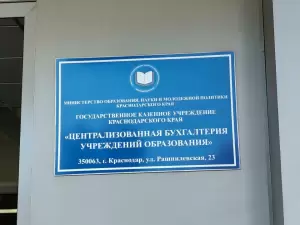 МИНИСТЕРСТВО ОБРАЗОВАНИЯ, НАУКИ И МОЛОДЕЖНОЙ ПОЛИТИКИ
КРАСНОДАРСКОГО КРАЯ
ГОСУДАРСТВЕННОЕ КАЗЕННОЕ УЧРЕЖДЕНИЕ
КРАСНОДАРСКОГО КРАЯ
«ЦЕНТРАЛИЗОВАННАЯ БУХГАЛТЕРИЯ
УЧРЕЖДЕНИЙ ОБРАЗОВАНИЯ»
350063, г. Краснодар, ул. Рашпилевская, 23